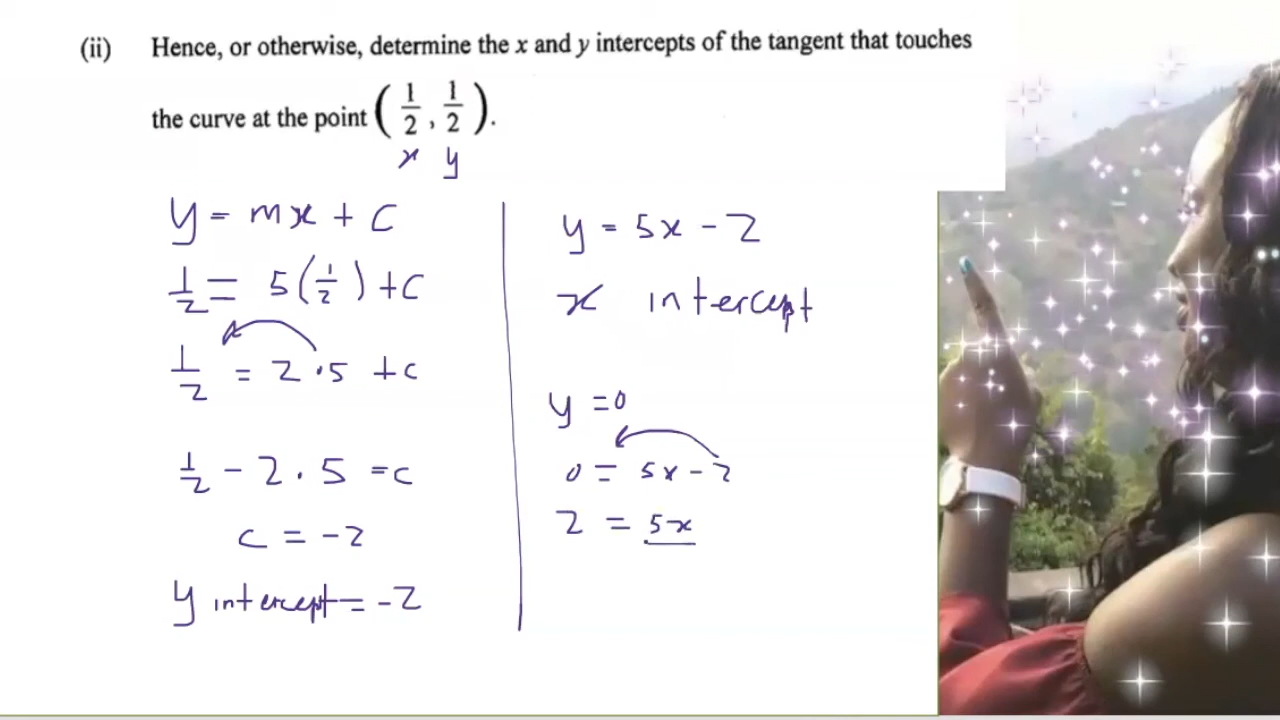 (ii) Hence, or otherwise, determine the x and y intercepts of the tangent that touches
the curve at the point (1/2, 1/2).
x y
y = mx + c
1/2 = 5(1/2) + c
1/2 = 2.5 + c
1/2 - 2.5 = c
c = -2
y intercept = -2
y = 5x - 2
x intercept
y = 0
0 = 5x - 2
2 = 5x